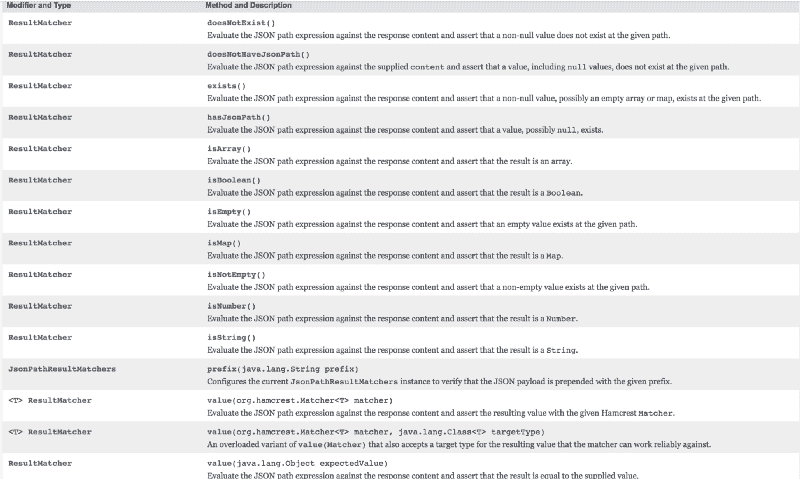 Modifier and Type Method and Description
ResultMatcher doesNotExist()
Evaluate the JSON path expression against the response content and assert that a non-null value does not exist at the given path.
ResultMatcher doesNotHaveJsonPath()
Evaluate the JSON path expression against the supplied content and assert that a value, including null values, does not exist at the given path.
ResultMatcher exists()
Evaluate the JSON path expression against the response content and assert that a non-null value, possibly an empty array or map, exists at the given path.
ResultMatcher hasJsonPath()
Evaluate the JSON path expression against the response content and assert that a value, possibly null, exists.
ResultMatcher isArray()
Evaluate the JSON path expression against the response content and assert that the result is an array.
ResultMatcher isBoolean()
Evaluate the JSON path expression against the response content and assert that the result is a Boolean.
ResultMatcher isEmpty()
Evaluate the JSON path expression against the response content and assert that an empty value exists at the given path.
ResultMatcher isMap()
Evaluate the JSON path expression against the response content and assert that the result is a Map.
ResultMatcher isNotEmpty()
Evaluate the JSON path expression against the response content and assert that a non-empty value exists at the given path.
ResultMatcher isNumber()
Evaluate the JSON path expression against the response content and assert that the result is a Number.
ResultMatcher isString()
Evaluate the JSON path expression against the response content and assert that the result is a String.
JsonPathResultMatchers prefix(java.lang.String prefix)
Configures the current JsonPathResultMatchers instance to verify that the JSON payload is prepended with the given prefix.
<T> ResultMatcher value(org.hamcrest.Matcher<T> matcher)
Evaluate the JSON path expression against the response content and assert the resulting value with the given Hamcrest Matcher.
<T> ResultMatcher value(org.hamcrest.Matcher<T> matcher, java.lang.Class<T> targetType)
An overloaded variant of value(Matcher) that also accepts a target type for the resulting value that the matcher can work reliably against.
ResultMatcher value(java.lang.Object expectedValue)
Evaluate the JSON path expression against the response content and assert that the result is equal to the supplied value.